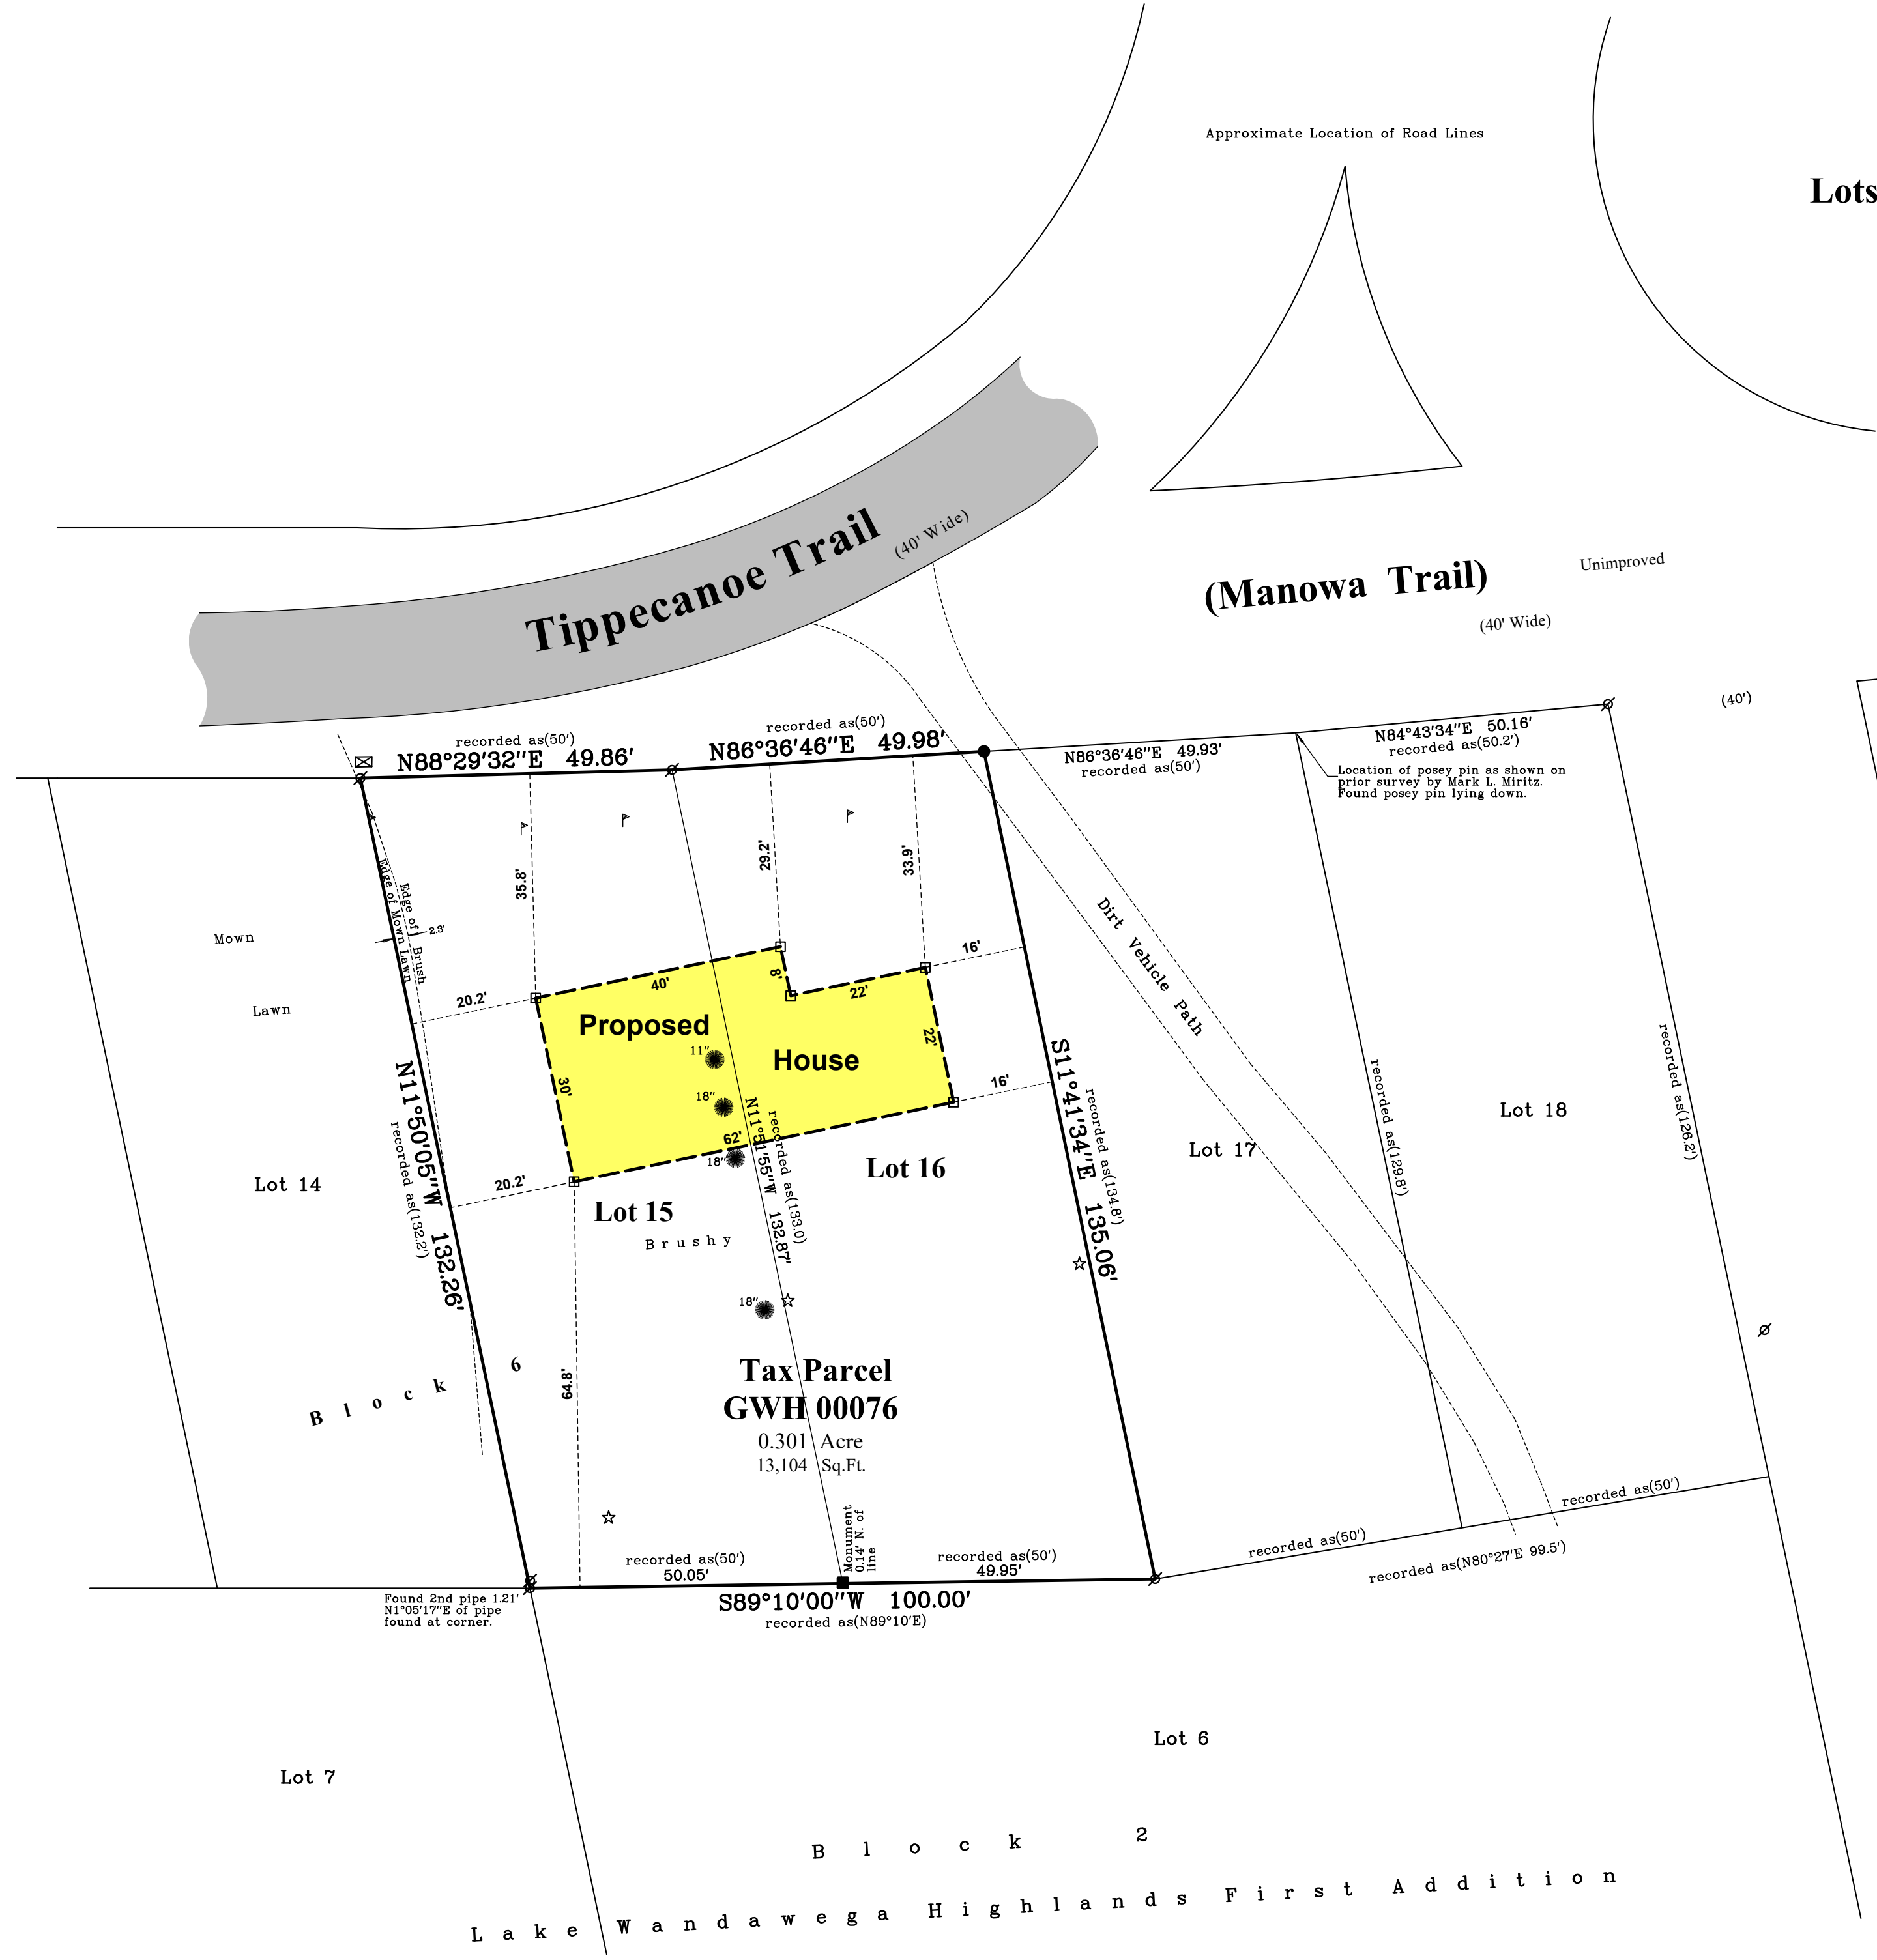 Approximate Location of Road Lines
Lots
Tippecanoe Trail
(40' Wide)
(Manowa Trail)
Unimproved
(40' Wide)
(40')
recorded as(50')
N88°29'32"E 49.86'
recorded as(50')
N86°36'46"E 49.98'
N86°36'46"E 49.93'
recorded as(50')
N84°43'34"E 50.16'
recorded as(50.2')
Location of posey pin as shown on
prior survey by Mark L. Miritz.
Found posey pin lying down.
35.8'
29.2'
33.9'
Edge of Brush
Edge of Mown Lawn
2.3'
Mown
Lawn
20.2'
40'
8'
22'
16'
Proposed
House
11"
18"
30'
22'
62'
18"
16'
20.2'
Dirt Vehicle Path
N11°50'05"W 132.26'
recorded as(132.2')
N11°51'55"W 132.87'
recorded as(133.0)
S11°41'34"E 135.06'
recorded as(134.8')
recorded as(129.8')
recorded as(126.2')
Lot 14
Lot 15
Lot 16
Lot 17
Lot 18
Brushy
18"
64.8'
Block 6
Tax Parcel
GWH 00076
0.301 Acre
13,104 Sq.Ft.
Monument
0.14' N. of
line
recorded as(50')
50.05'
recorded as(50')
49.95'
S89°10'00"W 100.00'
recorded as(N89°10'E)
recorded as(50')
recorded as(50')
recorded as(N80°27'E 99.5')
Found 2nd pipe 1.21'
N1°05'17"E of pipe
found at corner.
Lot 7
Lot 6
Block 2
Lake Wandawega Highlands First Addition